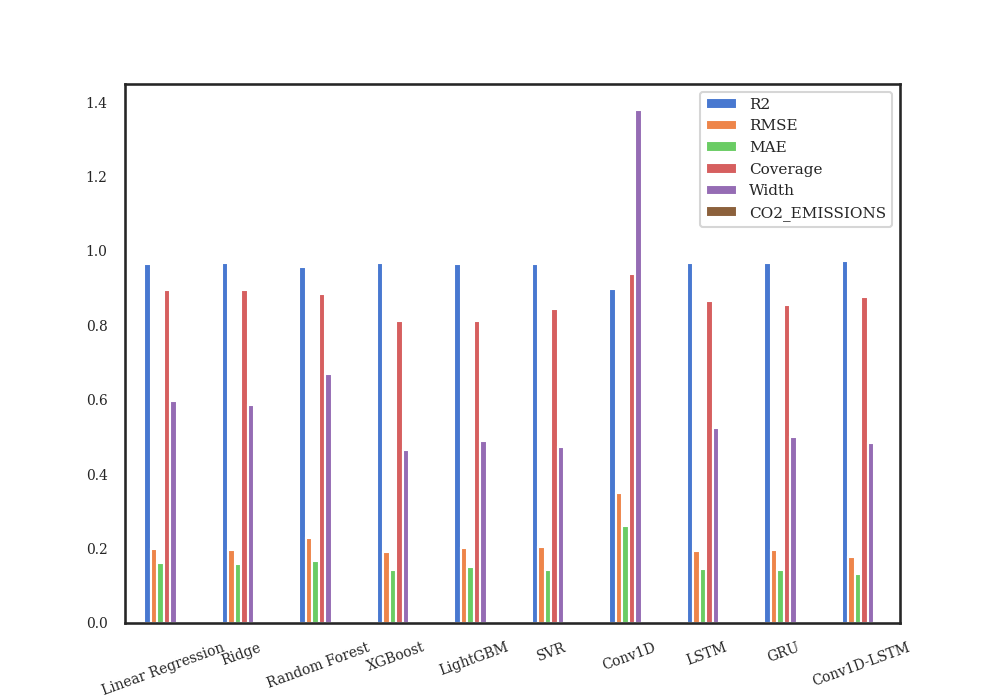 1.4
1.2
1.0
0.8
0.6
0.4
0.2
0.0
R2
RMSE
MAE
Coverage
Width
CO2_EMISSIONS
Linear Regression
Ridge
Random Forest
XGBoost
LightGBM
SVR
Conv1D
LSTM
GRU
Conv1D-LSTM